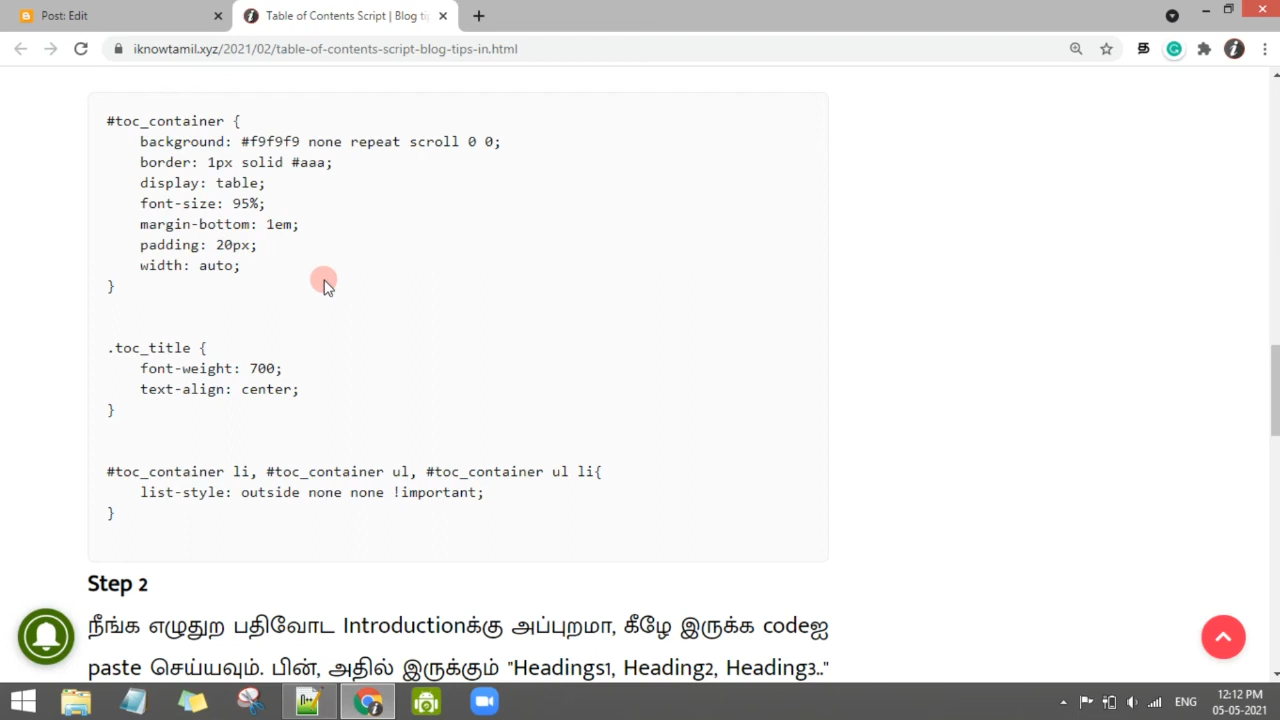 Post: Edit
Table of Contents Script | Blog tip
iknowtamil.xyz/2021/02/table-of-contents-script-blog-tips-in.html
#toc_container {
background: #f9f9f9 none repeat scroll 0 0;
border: 1px solid #aaa;
display: table;
font-size: 95%;
margin-bottom: 1em;
padding: 20px;
width: auto;
}
.toc_title {
font-weight: 700;
text-align: center;
}
#toc_container li, #toc_container ul, #toc_container ul li{
list-style: outside none none !important;
}
Step 2
நீங்க எழுதுற பதிவோட Introductionக்கு அப்புறமா, கீழே இருக்க codeஐ
paste செய்யவும். பின், அதில் இருக்கும் "Headings1, Heading2, Heading3.."
ENG
12:12 PM
05-05-2021